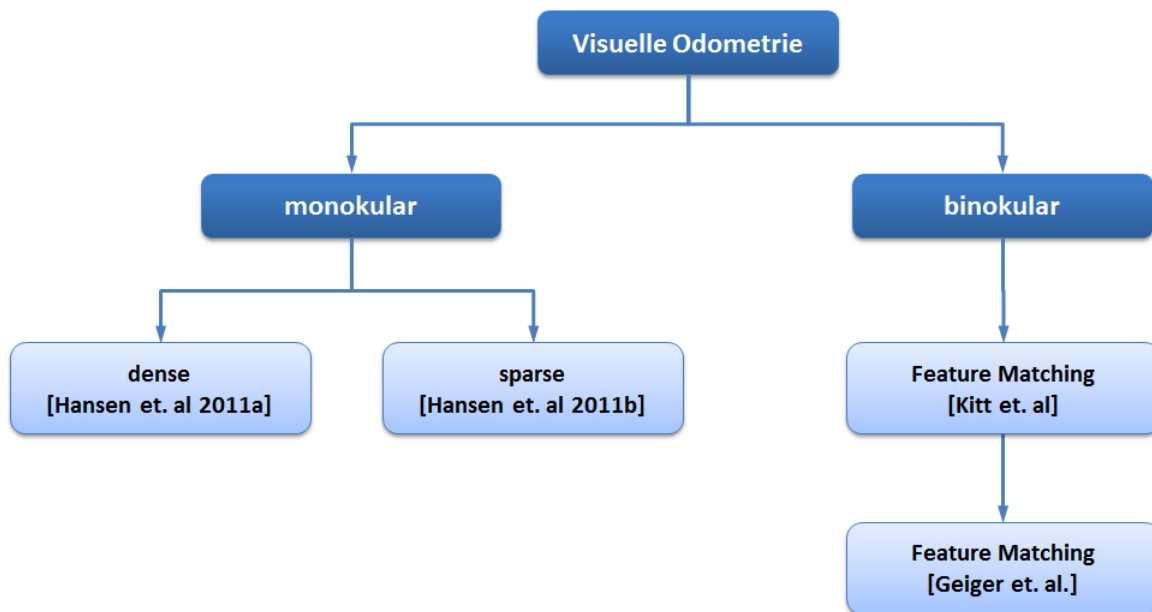 Visuelle Odometrie
monokular
binokular
dense
[Hansen et. al 2011a]
sparse
[Hansen et. al 2011b]
Feature Matching
[Kitt et. al]
Feature Matching
[Geiger et. al.]